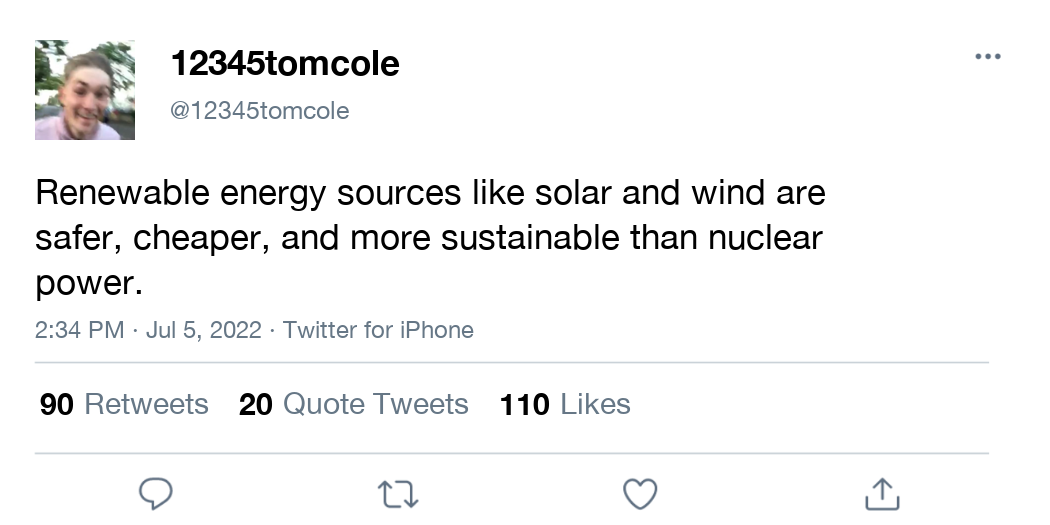 12345tomcole
@12345tomcole
Renewable energy sources like solar and wind are
safer, cheaper, and more sustainable than nuclear
power.
2:34 PM · Jul 5, 2022 · Twitter for iPhone
90 Retweets 20 Quote Tweets 110 Likes